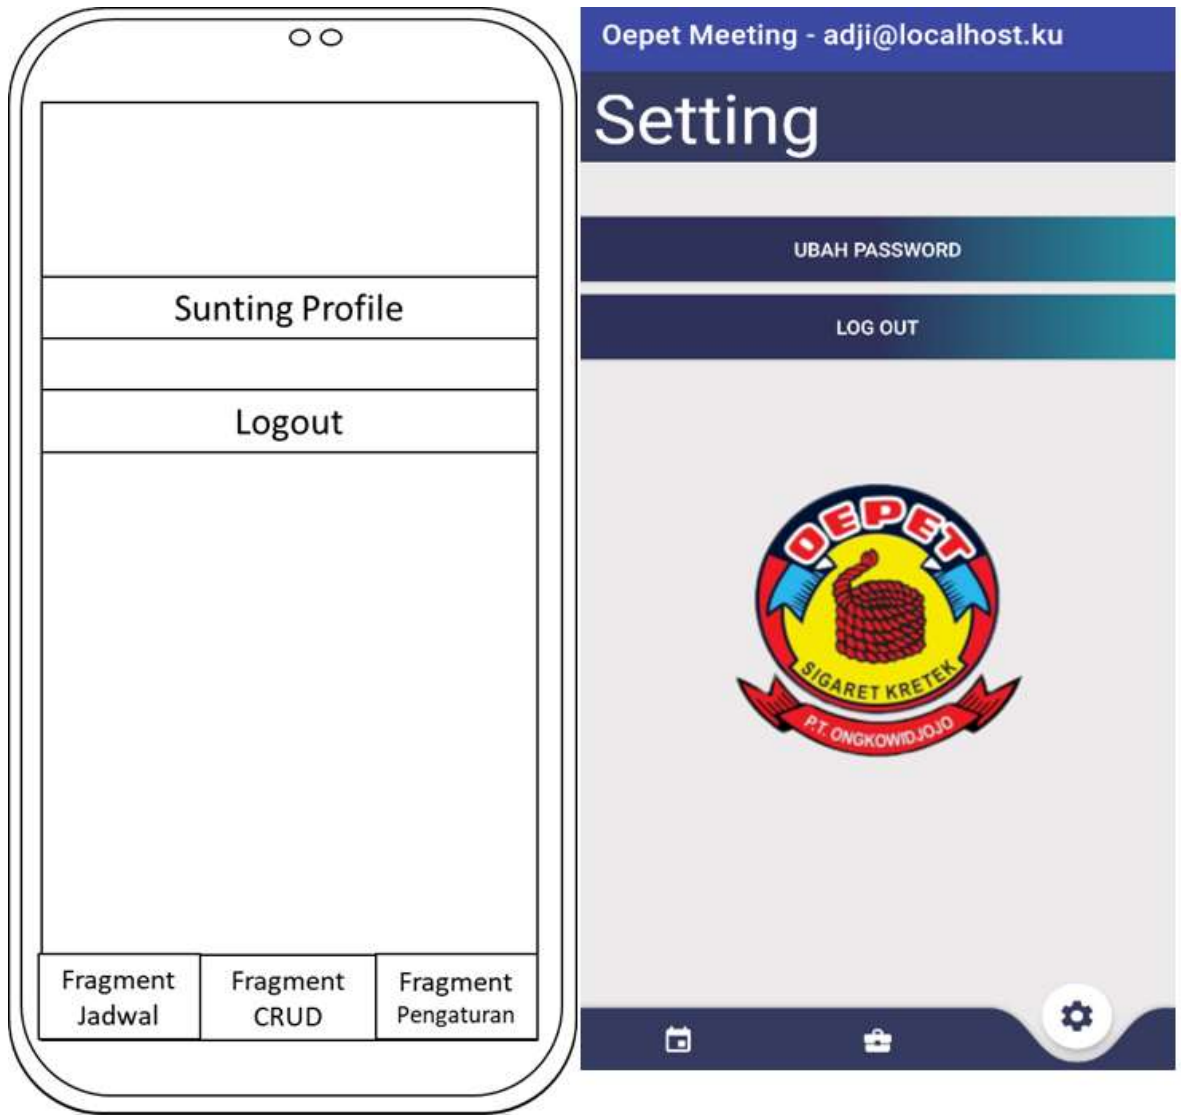 Sunting Profile
Logout
Fragment
Jadwal
Fragment
CRUD
Fragment
Pengaturan
Oepet Meeting - adji@localhost.ku
Setting
UBAH PASSWORD
LOG OUT
OEPET
SIGARET KRETEK
P.T. ONGKOWIDJOJO